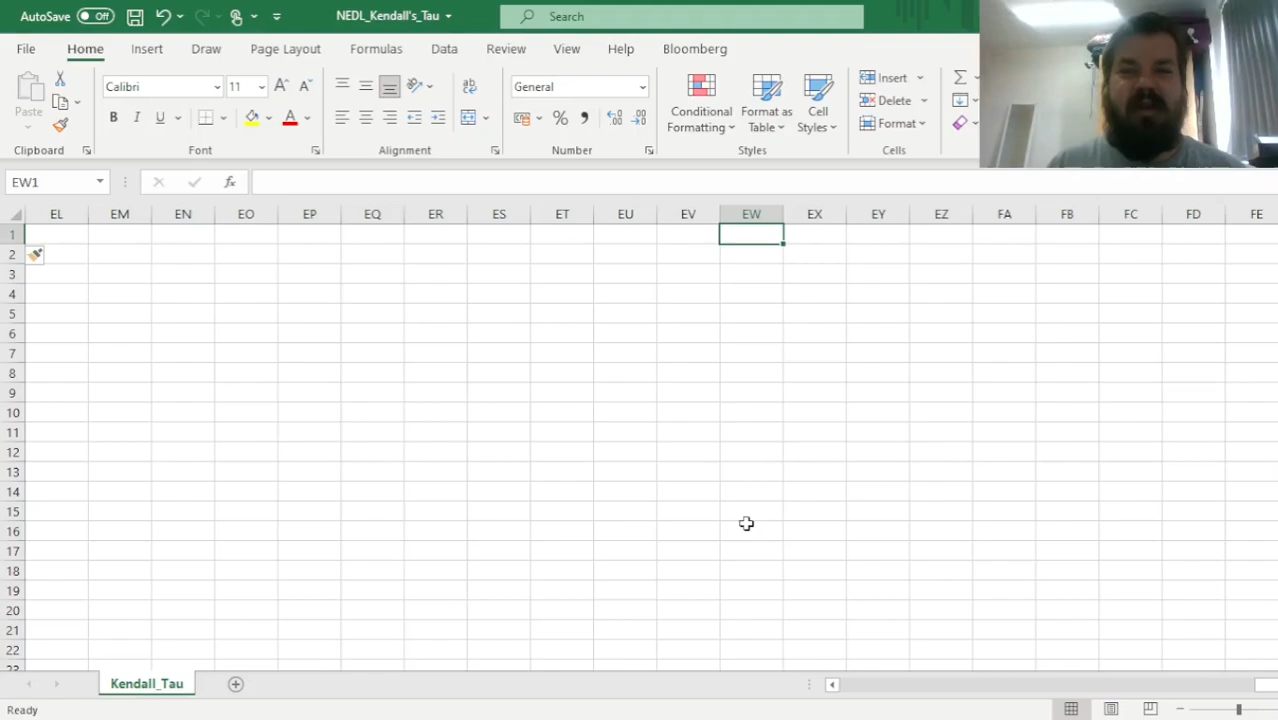 AutoSave Off NEDL_Kendall's_Tau Search
File Home Insert Draw Page Layout Formulas Data Review View Help Bloomberg
Paste Calibri 11 General Conditional Formatting Format as Table Cell Styles Insert Delete Format
Clipboard Font Alignment Number Styles Cells
EW1
EL EM EN EO EP EQ ER ES ET EU EV EW EX EY EZ FA FB FC FD FE
1
2
3
4
5
6
7
8
9
10
11
12
13
14
15
16
17
18
19
20
21
22
23
Kendall_Tau
Ready